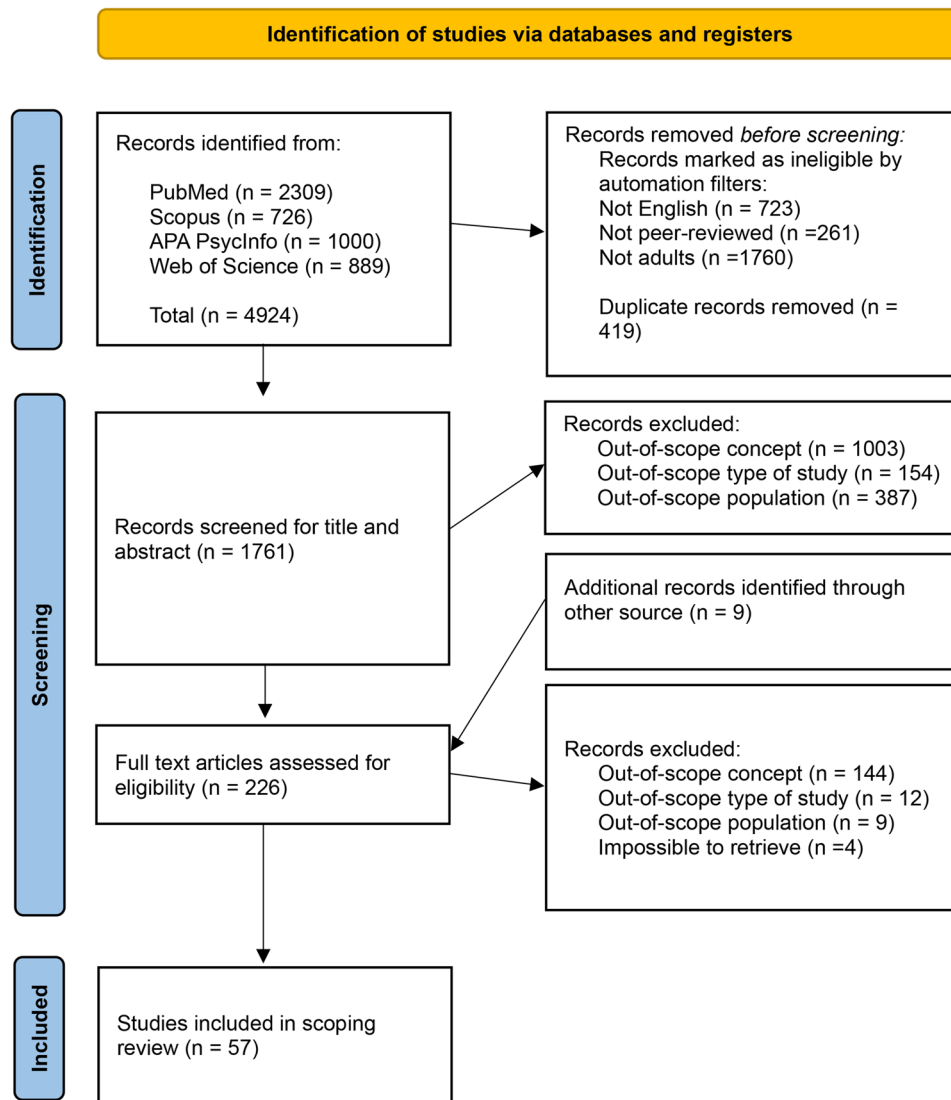 Identification of studies via databases and registers
Identification
Records identified from:
PubMed (n = 2309)
Scopus (n = 726)
APA PsycInfo (n = 1000)
Web of Science (n = 889)
Total (n = 4924)
Records removed before screening:
Records marked as ineligible by
automation filters:
Not English (n = 723)
Not peer-reviewed (n =261)
Not adults (n =1760)
Duplicate records removed (n =
419)
Screening
Records screened for title and
abstract (n = 1761)
Records excluded:
Out-of-scope concept (n = 1003)
Out-of-scope type of study (n = 154)
Out-of-scope population (n = 387)
Additional records identified through
other source (n = 9)
Full text articles assessed for
eligibility (n = 226)
Records excluded:
Out-of-scope concept (n = 144)
Out-of-scope type of study (n = 12)
Out-of-scope population (n = 9)
Impossible to retrieve (n =4)
Included
Studies included in scoping
review (n = 57)